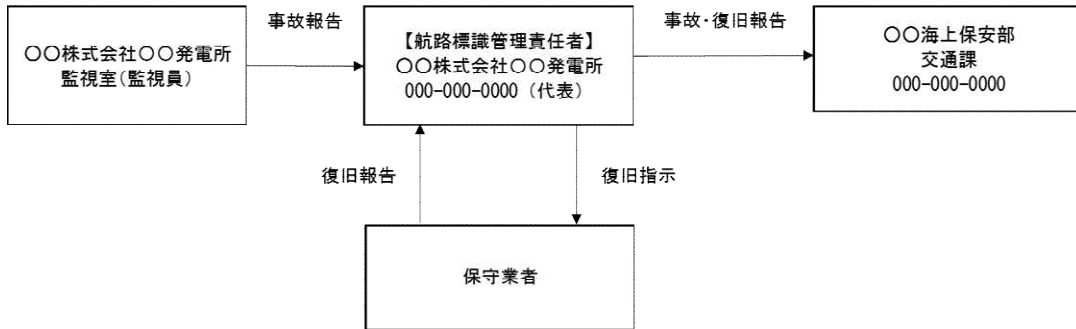 事故報告
事故・復旧報告
〇〇株式会社〇〇発電所
監視室(監視員)
【航路標識管理責任者】
〇〇株式会社〇〇発電所
000-000-0000(代表)
〇〇海上保安部
交通課
000-000-0000
復旧報告
復旧指示
保守業者